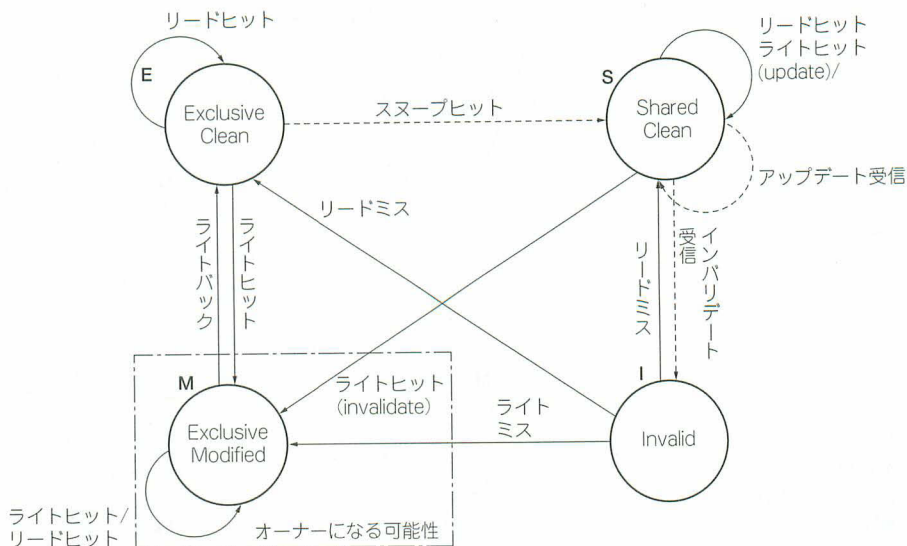 リードヒット
E
Exclusive
Clean
スヌープヒット
S
Shared
Clean
リードヒット
ライトヒット
(update)/
アップデート受信
リードミス
ライトバック
ライトヒット
リードミス
インバリデート
受信
M
Exclusive
Modified
ライトヒット
(invalidate)
ライト
ミス
I
Invalid
ライトヒット/
リードヒット
オーナーになる可能性